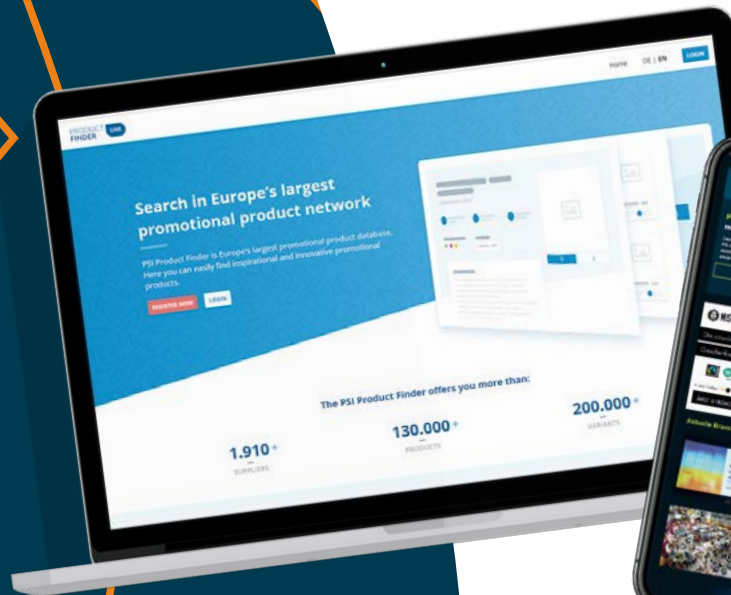 PRODUCT
FINDER
LIVE
Home
DE | EN
LOGIN
Search in Europe's largest
promotional product network
PSI Product Finder is Europe's largest promotional product database.
Here you can easily find inspirational and innovative promotional
products.
REGISTER NOW
LOGIN
The PSI Product Finder offers you more than:
1.910+
SUPPLIERS
130.000+
PRODUCTS
200.000+
VARIANTS